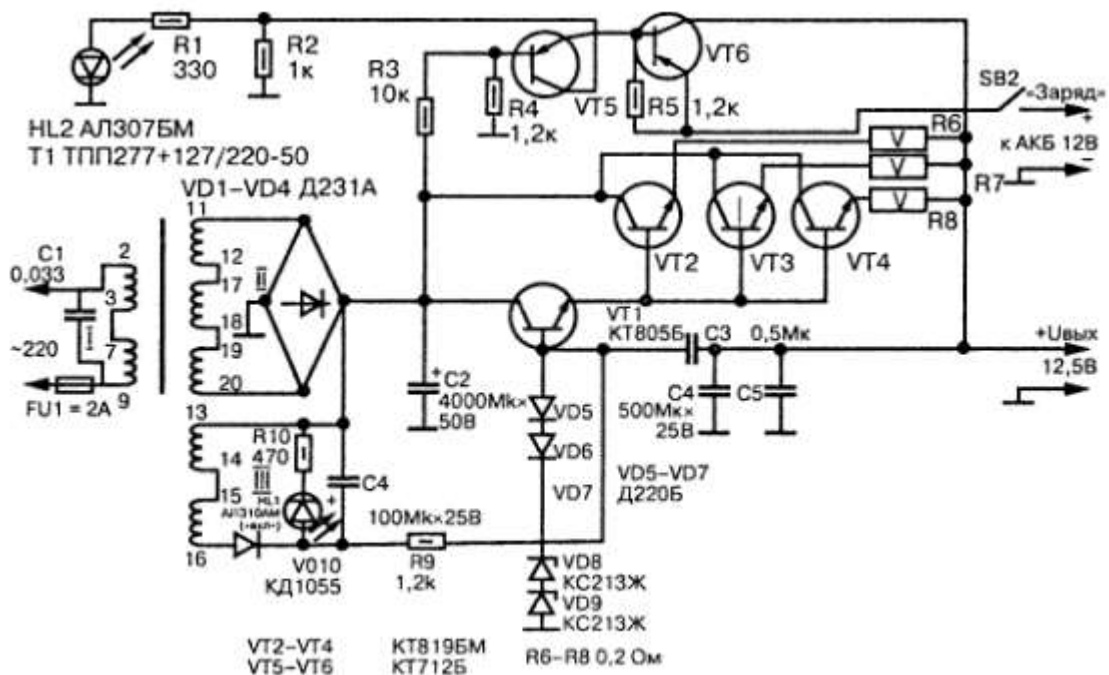 R1
330
R2
1к
R3
10к
R4
1,2к
VT5
R5
1,2к
VT6
SB2
«Заряд»
+
к АКБ 12В
−
R6
R7
R8
V
V
V
HL2 АЛ307БМ
Т1 ТПП277+127/220-50
VD1–VD4 Д231А
11
12
17
18
19
20
C1
0,033
2
3
7
9
~220
FU1 = 2А
VT2
VT3
VT4
VT1
КТ805Б
C3
0,5Мк
+Uвых
12,5В
+
C2
4000Мк×
50В
C4
500Мк×
25В
C5
VD5
VD6
VD7
VD5–VD7
Д220Б
13
14
15
16
R10
470
HL1
АЛ310АМ
(«вкл»)
+
C4
100Мк×25В
R9
1,2k
V010
КД1055
VD8
КС213Ж
VD9
КС213Ж
VT2–VT4 КТ819БМ
VT5–VT6 КТ712Б
R6–R8 0,2 Ом